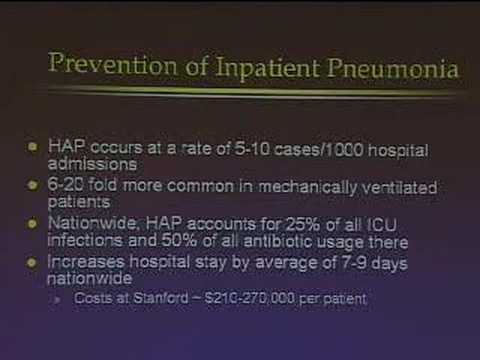 Prevention of Inpatient Pneumonia
HAP occurs at a rate of 5-10 cases/1000 hospital
admissions
6-20 fold more common in mechanically ventilated
patients
Nationwide, HAP accounts for 25% of all ICU
infections and 50% of all antibiotic usage there
Increases hospital stay by average of 7-9 days
nationwide
» Costs at Stanford ~ $210-270,000 per patient